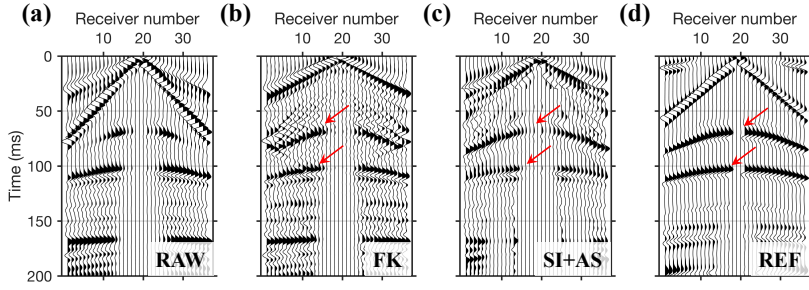 (a) Receiver number
10 20 30
(b) Receiver number
10 20 30
(c) Receiver number
10 20 30
(d) Receiver number
10 20 30
Time (ms)
0
50
100
150
200
RAW
FK
SI+AS
REF